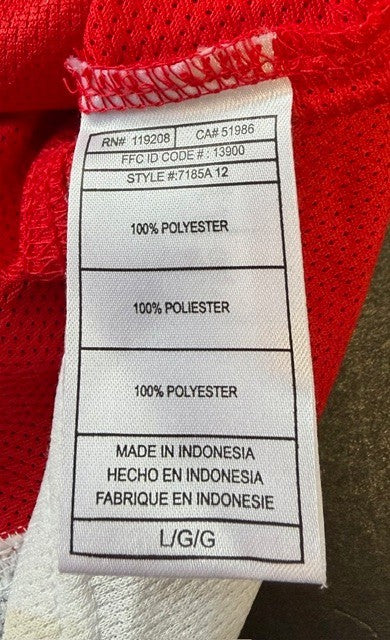 RN# 119208 CA# 51986
FFC ID CODE# : 13900
STYLE #:7185A 12
100% POLYESTER
100% POLIESTER
100% POLYESTER
MADE IN INDONESIA
HECHO EN INDONESIA
FABRIQUE EN INDONESIE
L/G/G